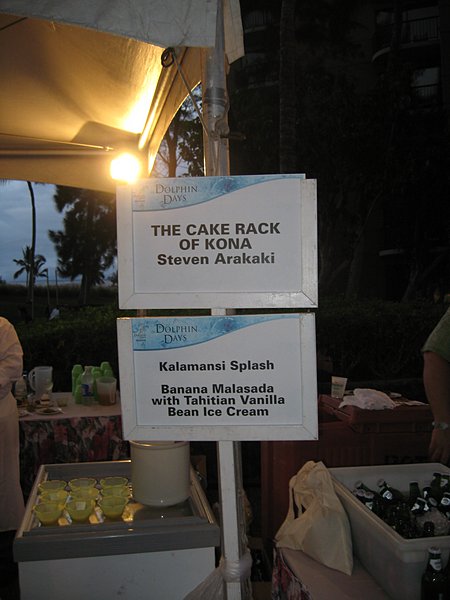 DOLPHIN
DAYS
THE CAKE RACK
OF KONA
Steven Arakaki
DOLPHIN
DAYS
Kalamansi Splash
Banana Malasada
with Tahitian Vanilla
Bean Ice Cream